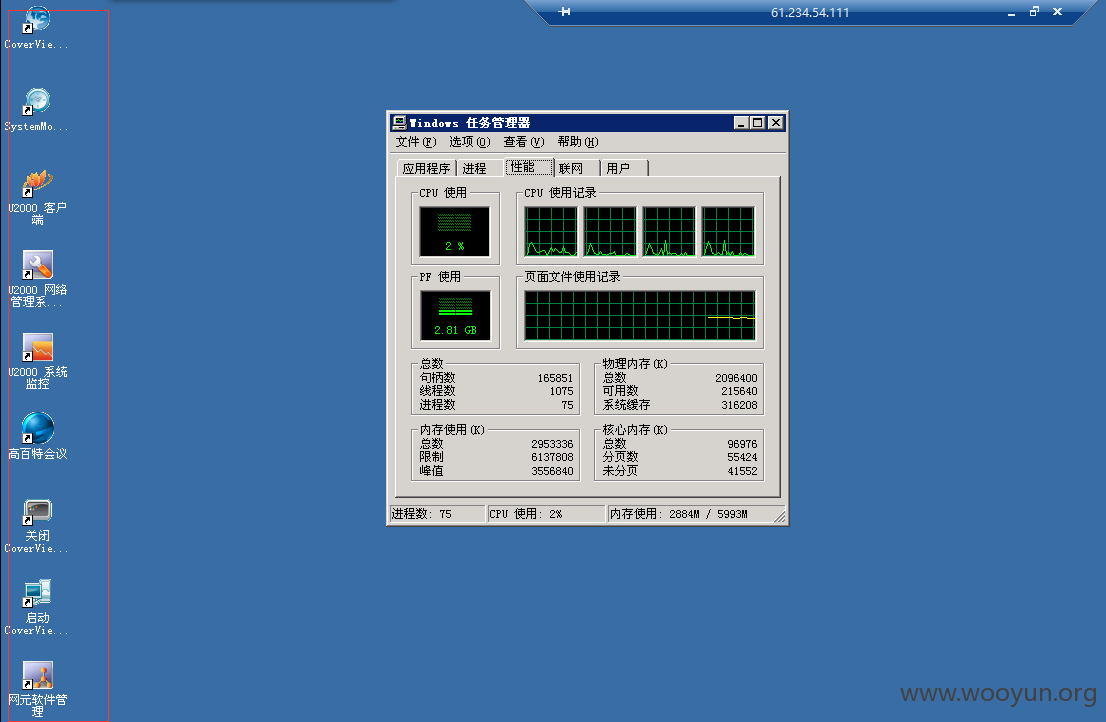 61.234.54.111
CoverVie...
SystemMo...
U2000 客户
端
U2000 网络
管理系...
U2000 系统
监控
高百特会议
关闭
CoverVie...
启动
CoverVie...
网元软件管
理
Windows 任务管理器
文件(F) 选项(O) 查看(V) 帮助(H)
应用程序 进程 性能 联网 用户
CPU 使用 CPU 使用记录
2 %
PF 使用 页面文件使用记录
2.81 GB
总数
句柄数 165851
线程数 1075
进程数 75
物理内存(K)
总数 2096400
可用数 215640
系统缓存 316208
内存使用(K)
总数 2953336
限制 6137808
峰值 3556840
核心内存(K)
总数 96976
分页数 55424
未分页 41552
进程数: 75 CPU 使用: 2% 内存使用: 2884M / 5993M
www.wooyun.org